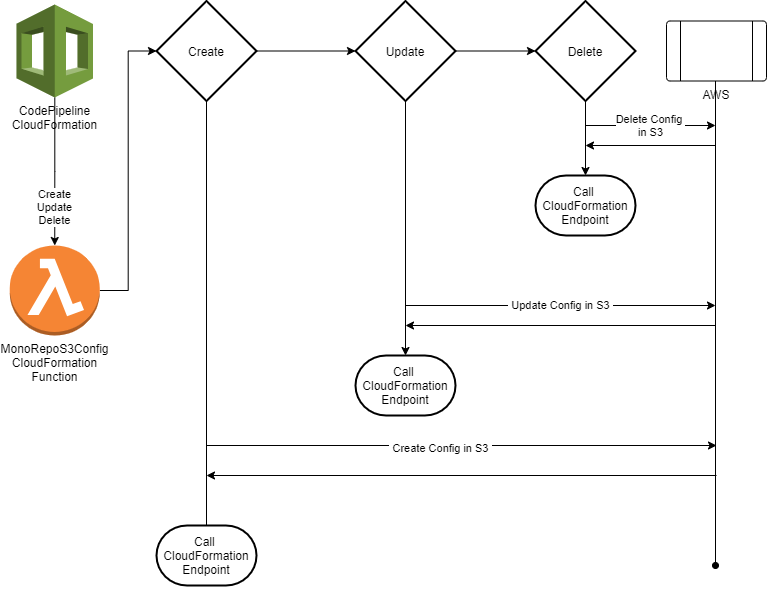 Create
Update
Delete
AWS
CodePipeline
CloudFormation
Delete Config
in S3
Create
Update
Delete
Call
CloudFormation
Endpoint
Update Config in S3
MonoRepoS3Config
CloudFormation
Function
Call
CloudFormation
Endpoint
Create Config in S3
Call
CloudFormation
Endpoint